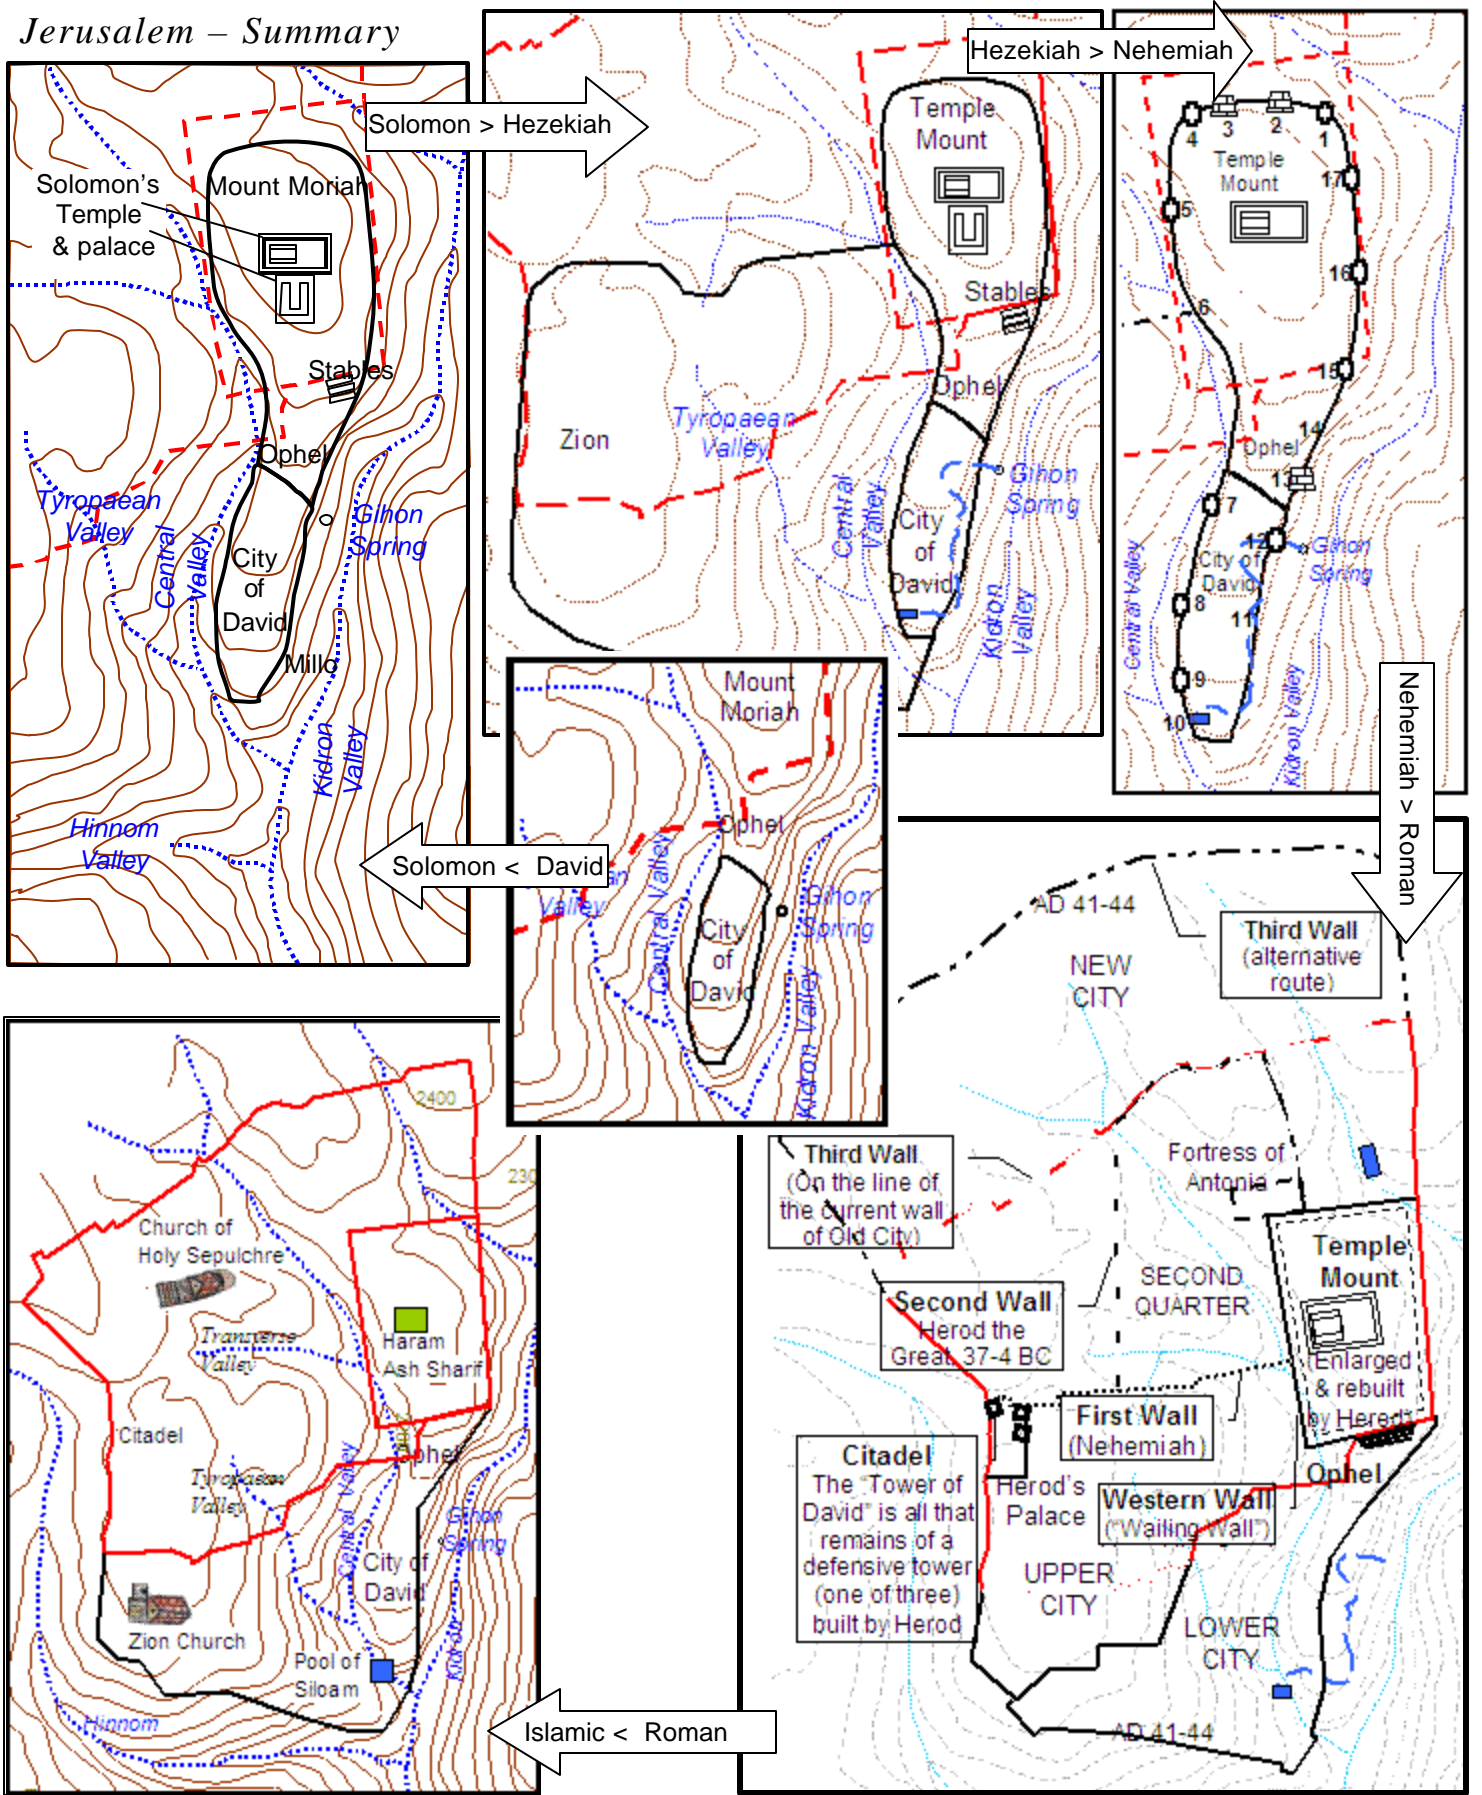 Jerusalem – Summary
Solomon > Hezekiah
Hezekiah > Nehemiah
Nehemiah > Roman
Solomon < David
Islamic < Roman
Solomon's
Temple
& palace
Mount Moriah
Stables
Ophel
Tyropaean
Valley
Central
Valley
Gihon
Spring
City
of
David
Millo
Kidron
Valley
Hinnom
Valley
Temple
Mount
Stables
Ophel
Zion
Tyropaean
Valley
Central
Valley
Gihon
Spring
City
of
David
Kidron
Valley
4
3
2
1
Temple
Mount
17
5
16
6
15
14
Ophel
13
7
12
Gihon
Spring
City of
David
8
11
Central Valley
9
10
Kidron Valley
Mount
Moriah
Ophel
Valley
Central Valley
Gihon
Spring
City
of
David
Kidron Valley
AD 41-44
Third Wall
(alternative
route)
NEW
CITY
Third Wall
(On the line of
the current wall
of Old City)
Fortress of
Antonia
Temple
Mount
(Enlarged
& rebuilt
by Herod)
SECOND
QUARTER
Second Wall
Herod the
Great, 37-4 BC
First Wall
(Nehemiah)
Citadel
The "Tower of
David" is all that
remains of a
defensive tower
(one of three)
built by Herod
Herod's
Palace
Western Wall
("Wailing Wall")
Ophel
UPPER
CITY
LOWER
CITY
AD 41-44
2400
230
Church of
Holy Sepulchre
Transverse
Valley
Haram
Ash Sharif
Citadel
Ophel
Tyropaean
Valley
Central Valley
Gihon
Spring
City of
David
Zion Church
Pool of
Siloam
Kidron
Hinnom